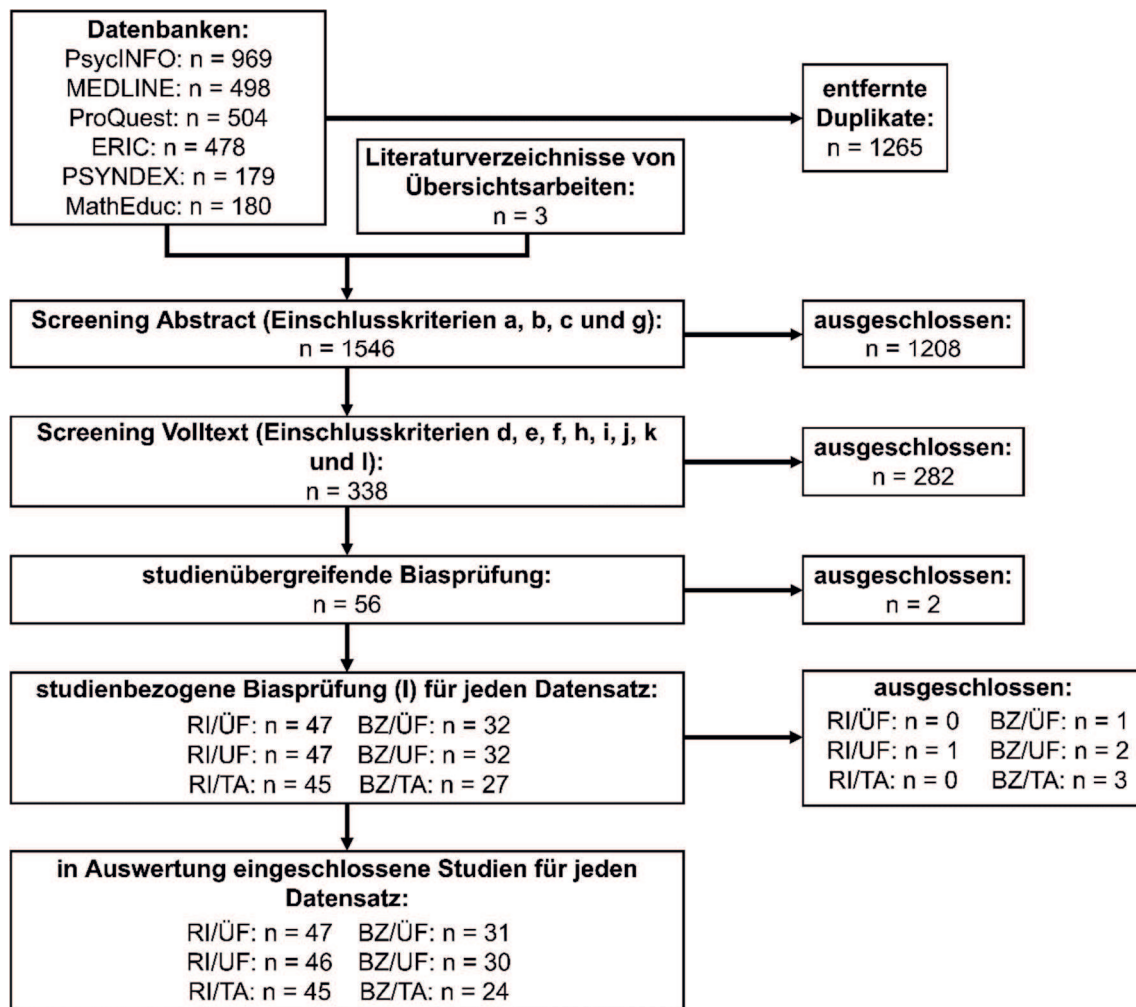 Datenbanken:
PsycINFO: n = 969
MEDLINE: n = 498
ProQuest: n = 504
ERIC: n = 478
PSYNDEX: n = 179
MathEduc: n = 180
entfernte
Duplikate:
n = 1265
Literaturverzeichnisse von
Übersichtsarbeiten:
n = 3
Screening Abstract (Einschlusskriterien a, b, c und g):
n = 1546
ausgeschlossen:
n = 1208
Screening Volltext (Einschlusskriterien d, e, f, h, i, j, k
und l):
n = 338
ausgeschlossen:
n = 282
studienübergreifende Biasprüfung:
n = 56
ausgeschlossen:
n = 2
studienbezogene Biasprüfung (I) für jeden Datensatz:
RI/ÜF: n = 47 BZ/ÜF: n = 32
RI/UF: n = 47 BZ/UF: n = 32
RI/TA: n = 45 BZ/TA: n = 27
ausgeschlossen:
RI/ÜF: n = 0 BZ/ÜF: n = 1
RI/UF: n = 1 BZ/UF: n = 2
RI/TA: n = 0 BZ/TA: n = 3
in Auswertung eingeschlossene Studien für jeden
Datensatz:
RI/ÜF: n = 47 BZ/ÜF: n = 31
RI/UF: n = 46 BZ/UF: n = 30
RI/TA: n = 45 BZ/TA: n = 24